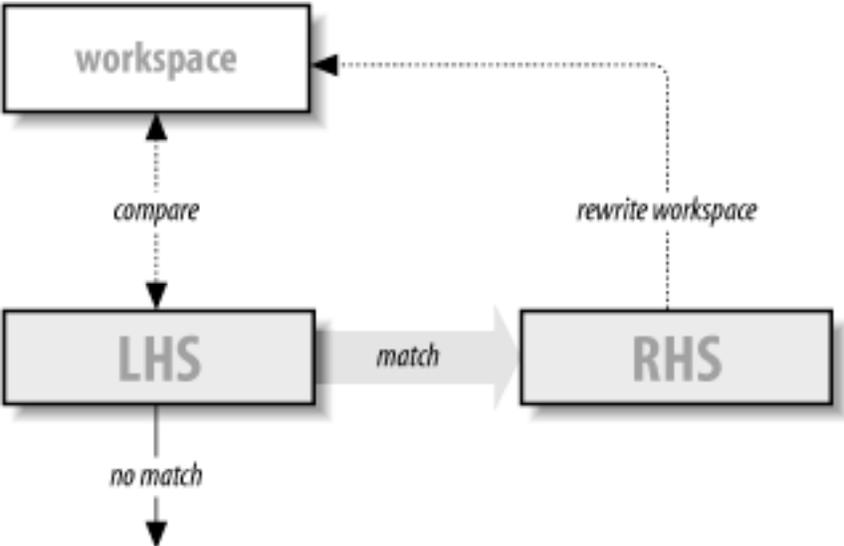 workspace
compare
rewrite workspace
LHS
match
RHS
no match